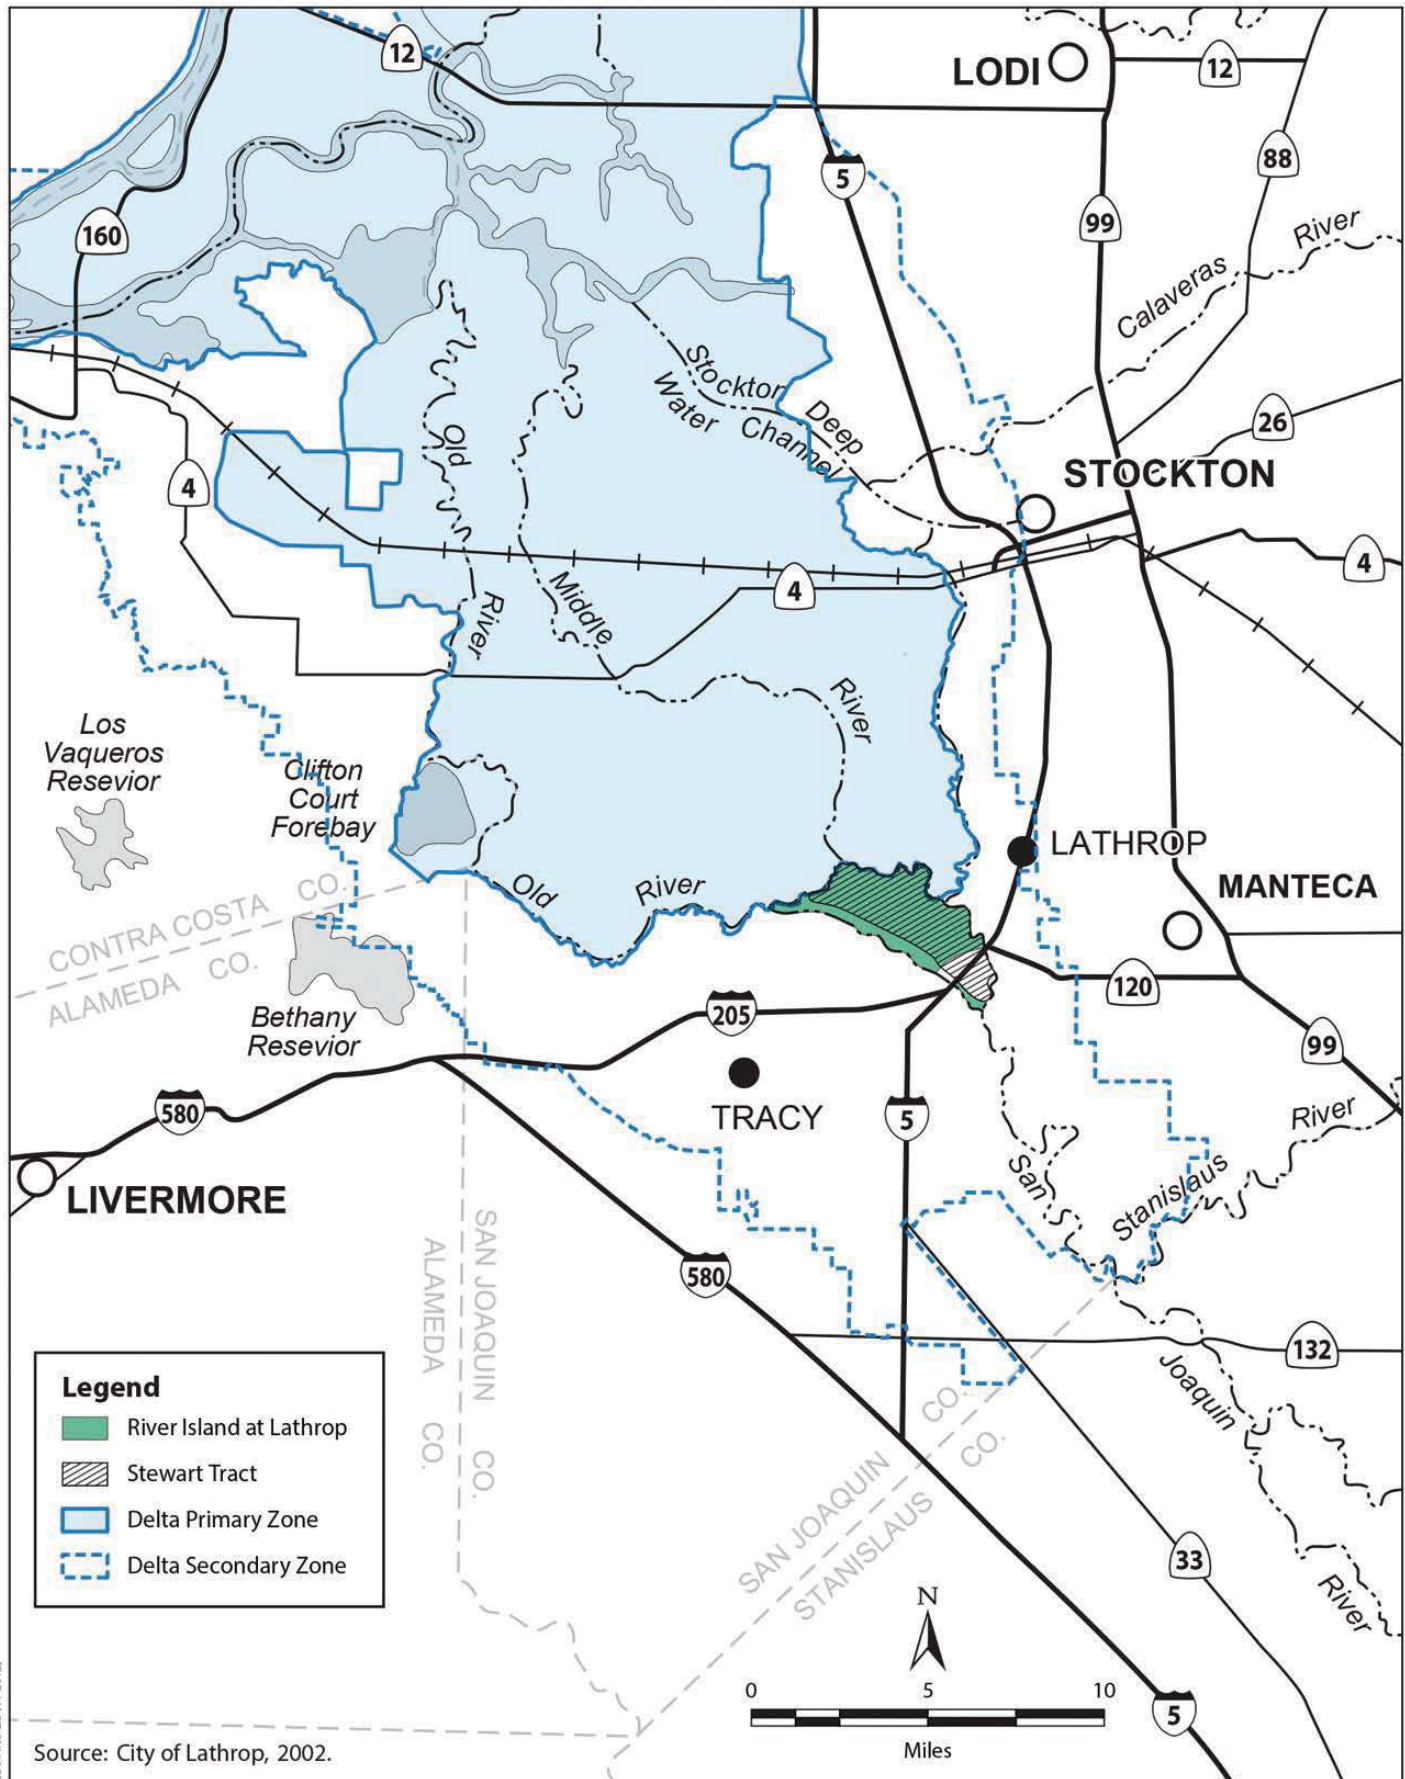 12
LODI
12
5
88
99
160
Calaveras
River
Stockton
Deep
Water
Channel
26
Old
STOCKTON
4
4
4
River
Middle
River
Los
Vaqueros
Resevior
Clifton
Court
Forebay
LATHROP
MANTECA
CONTRA COSTA CO.
ALAMEDA CO.
Old
River
Bethany
Resevior
205
120
99
580
TRACY
5
River
LIVERMORE
San
Stanislaus
SAN JOAQUIN CO.
ALAMEDA CO.
580
132
Joaquin
SAN JOAQUIN CO.
STANISLAUS CO.
33
River
Legend
River Island at Lathrop
Stewart Tract
Delta Primary Zone
Delta Secondary Zone
N
0 5 10
Miles
5
Source: City of Lathrop, 2002.